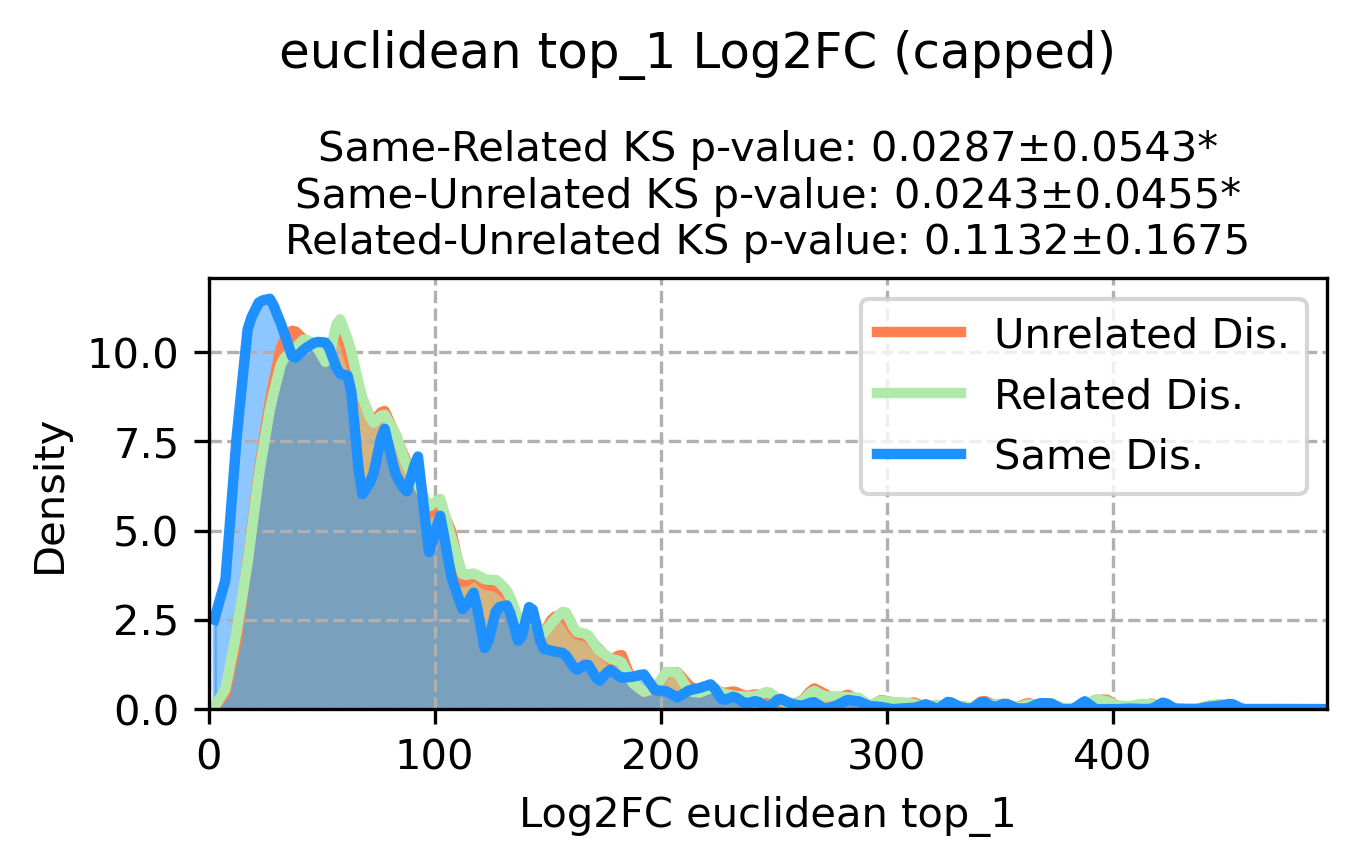 euclidean top_1 Log2FC (capped)
Same-Related KS p-value: 0.0287±0.0543*
Same-Unrelated KS p-value: 0.0243±0.0455*
Related-Unrelated KS p-value: 0.1132±0.1675
Unrelated Dis.
Related Dis.
Same Dis.
Density
10.0
7.5
5.0
2.5
0.0
0 100 200 300 400
Log2FC euclidean top_1